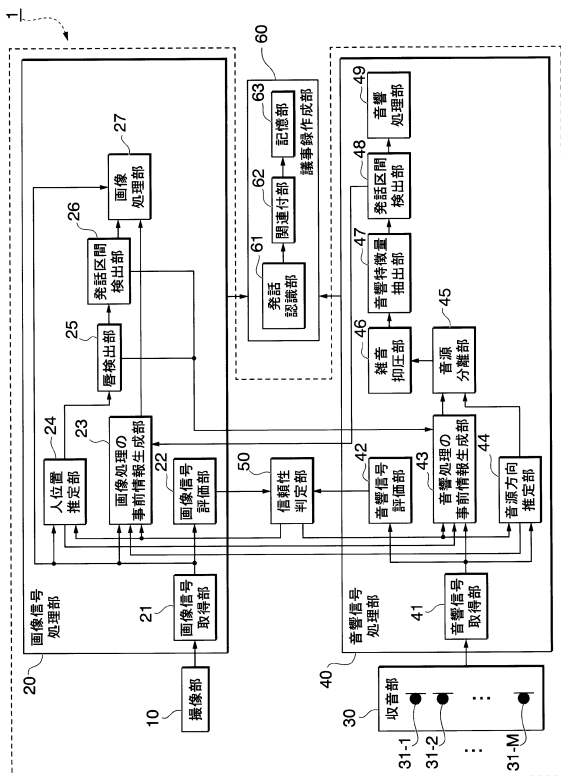 1
20
画像信号
処理部
10
撮像部
21
画像信号
取得部
24
人位置
推定部
23
画像処理の
事前情報生成部
22
画像信号
評価部
25
唇検出部
26
発話区間
検出部
27
画像
処理部
50
信頼性
判定部
60
議事録作成部
61
発話
認識部
62
関連付部
63
記憶部
30
収音部
31-1
31-2
⋮
31-M
⋮
40
音響信号
処理部
41
音響信号
取得部
42
音響信号
評価部
43
音響処理の
事前情報生成部
44
音源方向
推定部
45
音源
分離部
46
雑音
抑圧部
47
音響特徴量
抽出部
48
発話区間
検出部
49
音響
処理部